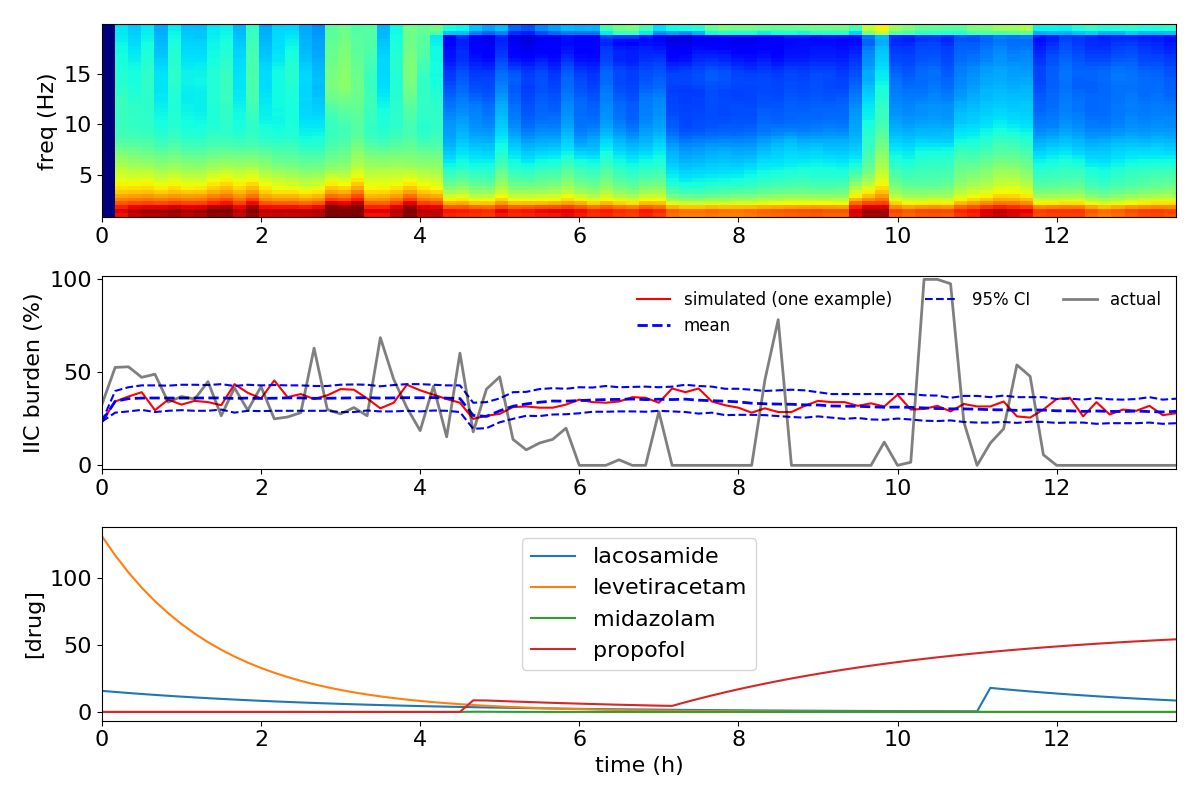 freq (Hz)
15
10
5
0 2 4 6 8 10 12
IIC burden (%)
100
50
0
simulated (one example) 95% CI actual
mean
0 2 4 6 8 10 12
[drug]
100
50
0
lacosamide
levetiracetam
midazolam
propofol
0 2 4 6 8 10 12
time (h)